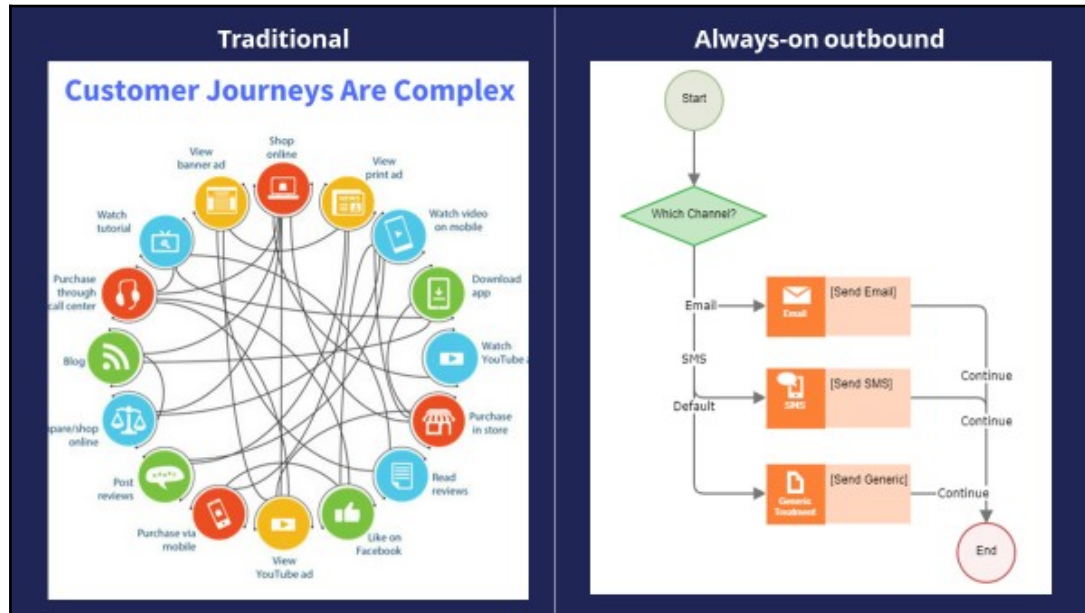 Traditional
Customer Journeys Are Complex
Shop
online
View
banner ad
View
print ad
Watch
tutorial
Watch video
on mobile
Purchase
through
call center
Download
app
Blog
Watch
YouTube a
pare/shop
online
Purchase
in store
Post
reviews
Read
reviews
Purchase via
mobile
Like on
Facebook
View
YouTube ad
NEWS
Always-on outbound
Start
Which Channel?
Email
Email
[Send Email]
SMS
Continue
SMS
[Send SMS]
Default
Continue
Generic
Treatment
[Send Generic]
Continue
End